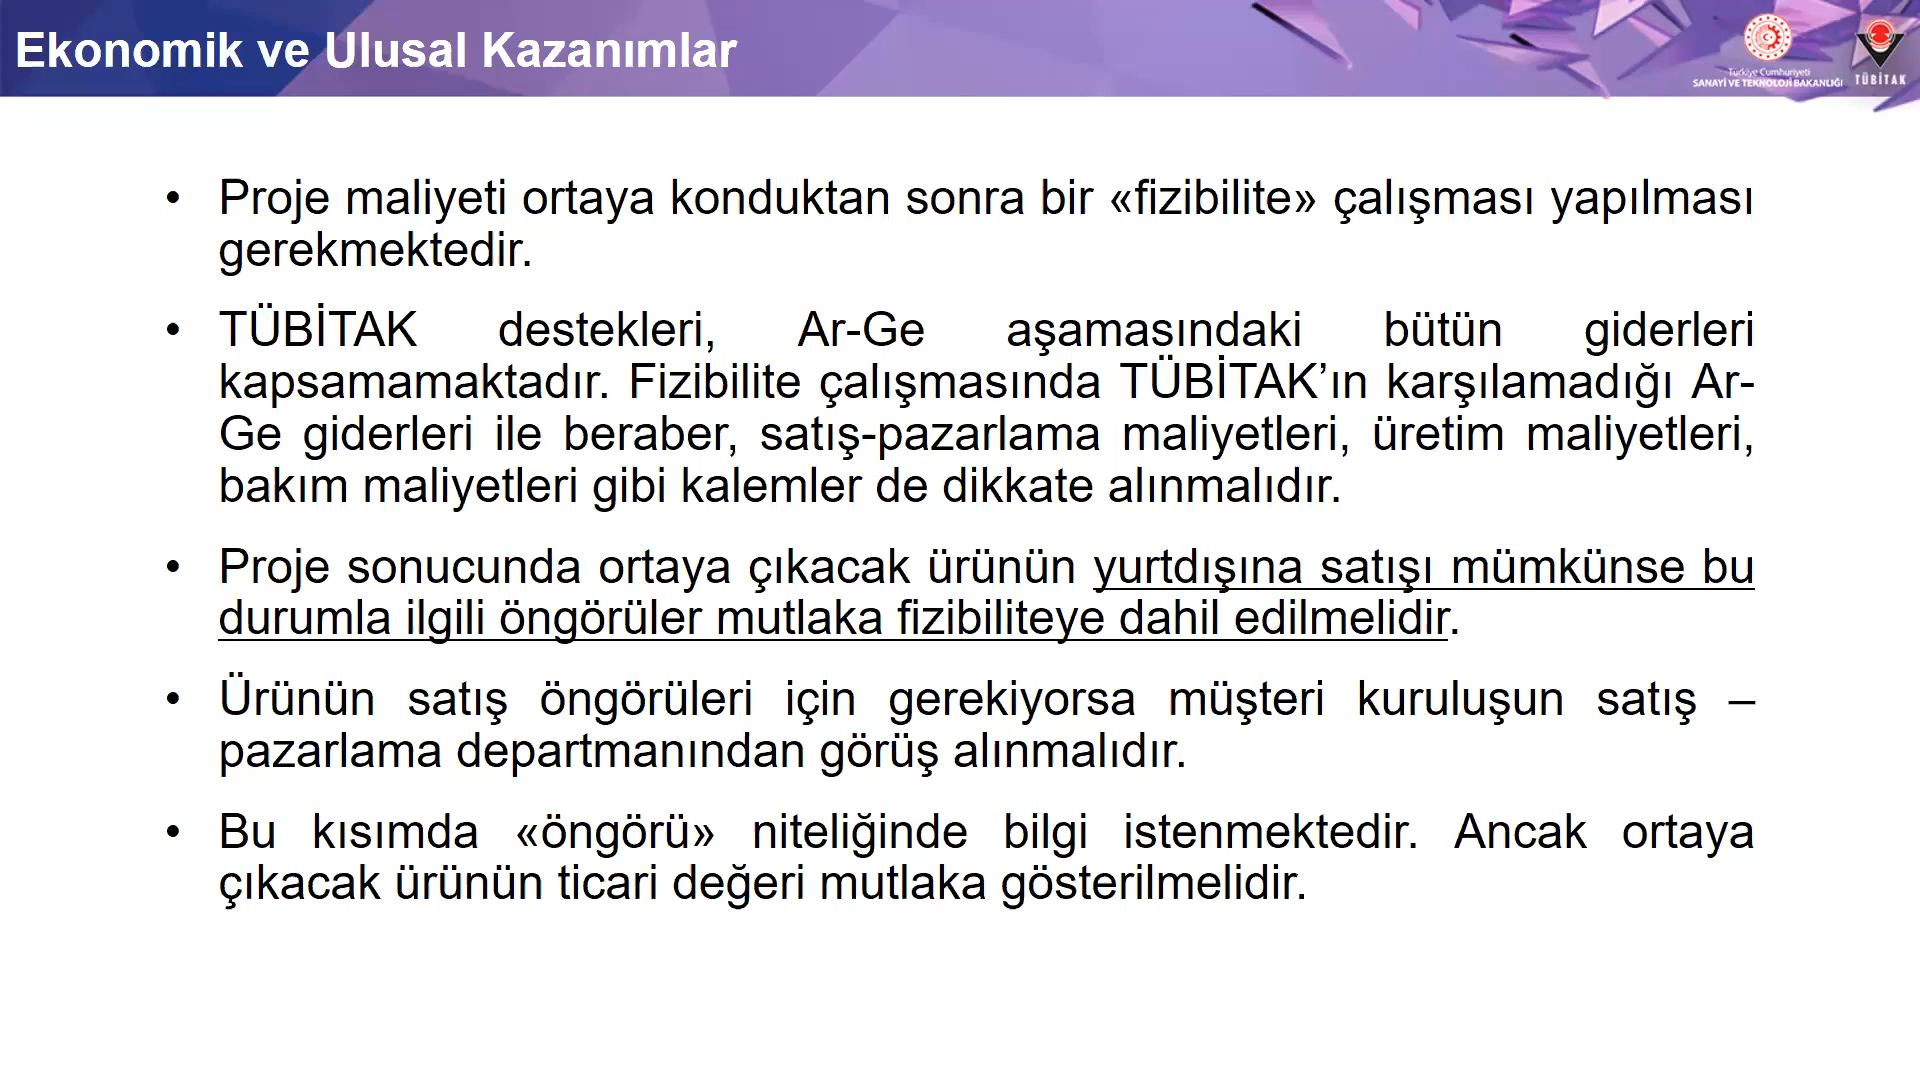 Ekonomik ve Ulusal Kazanımlar
Türkiye Cumhuriyeti
SANAYİ VE TEKNOLOJİ BAKANLIĞI
TÜBİTAK
• Proje maliyeti ortaya konduktan sonra bir «fizibilite» çalışması yapılması
gerekmektedir.
• TÜBİTAK destekleri, Ar-Ge aşamasındaki bütün giderleri
kapsamamaktadır. Fizibilite çalışmasında TÜBİTAK’ın karşılamadığı Ar-
Ge giderleri ile beraber, satış-pazarlama maliyetleri, üretim maliyetleri,
bakım maliyetleri gibi kalemler de dikkate alınmalıdır.
• Proje sonucunda ortaya çıkacak ürünün yurtdışına satışı mümkünse bu
durumla ilgili öngörüler mutlaka fizibiliteye dahil edilmelidir.
• Ürünün satış öngörüleri için gerekiyorsa müşteri kuruluşun satış –
pazarlama departmanından görüş alınmalıdır.
• Bu kısımda «öngörü» niteliğinde bilgi istenmektedir. Ancak ortaya
çıkacak ürünün ticari değeri mutlaka gösterilmelidir.